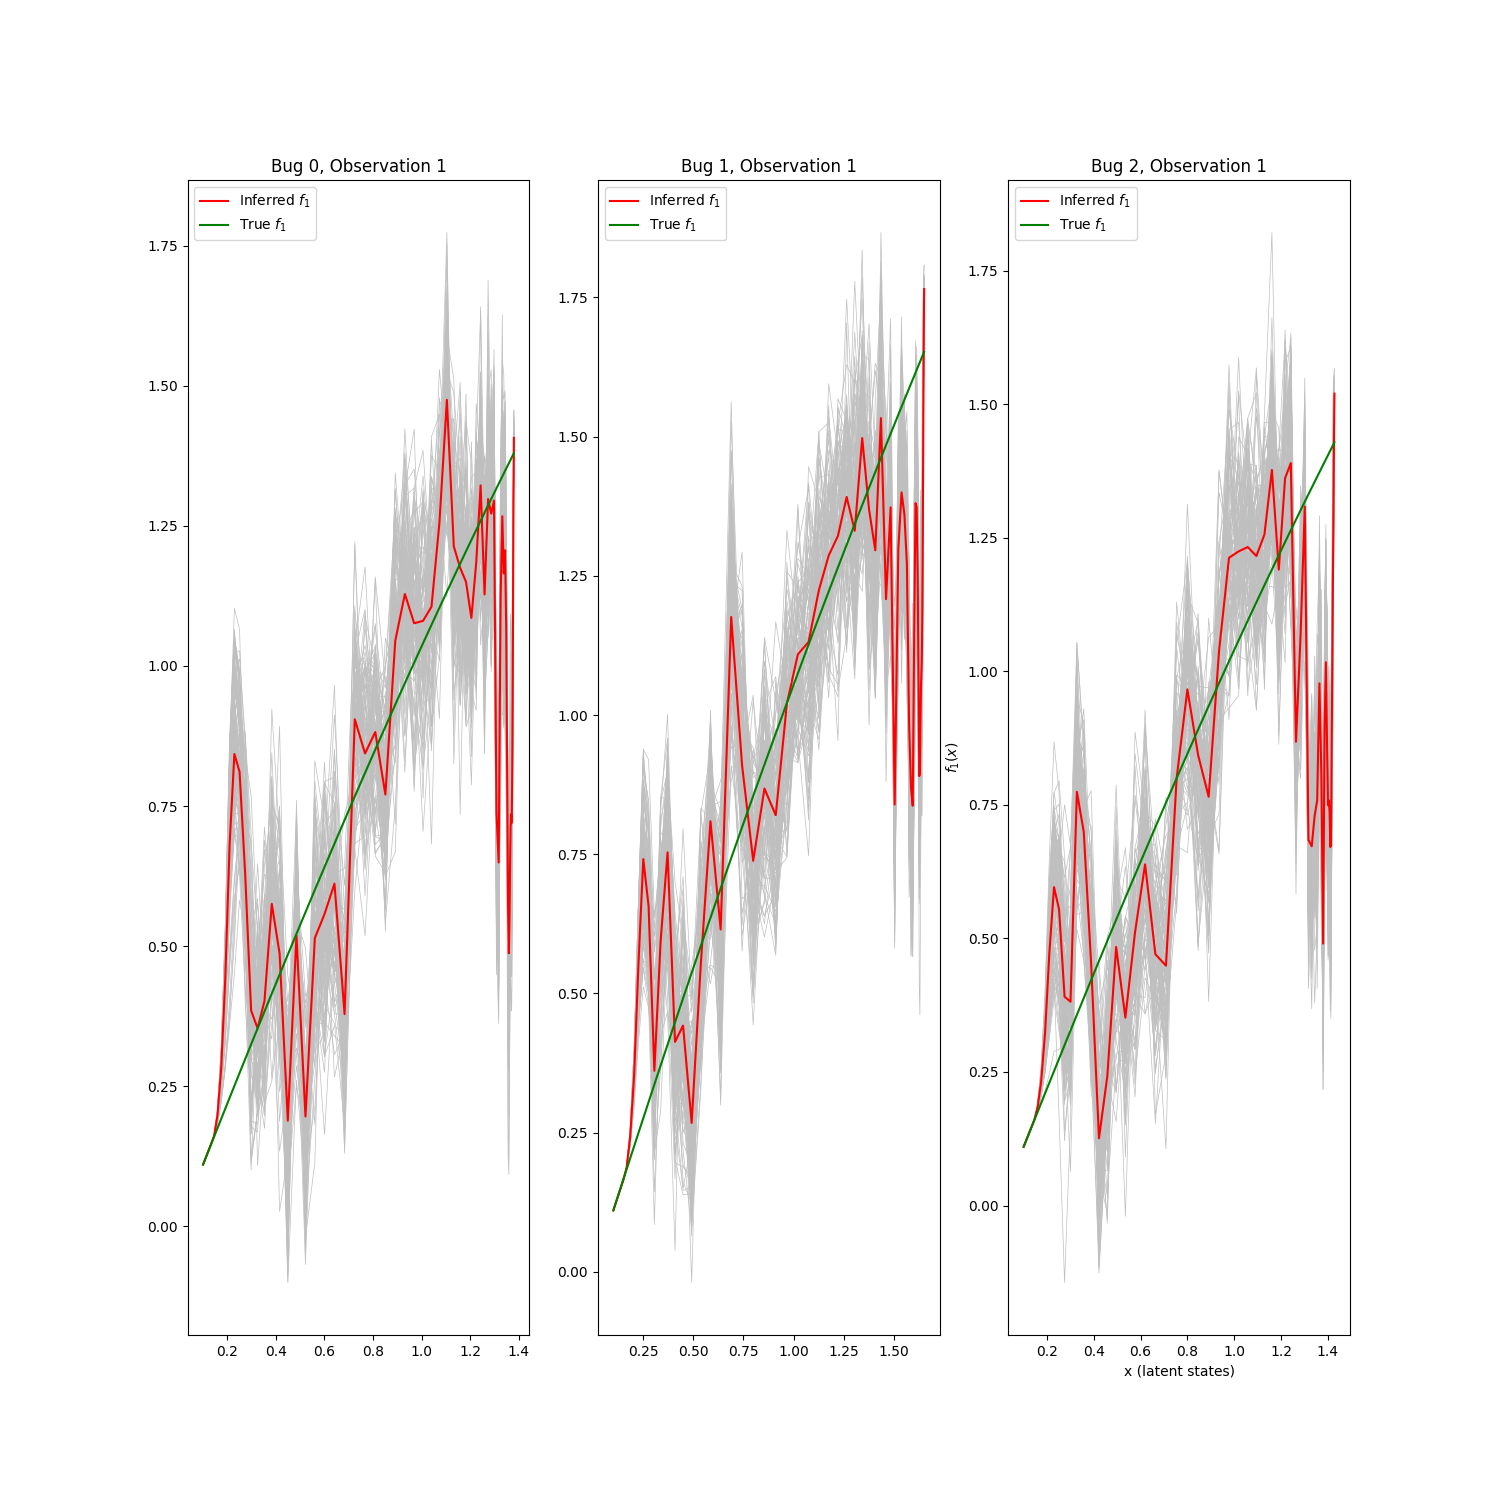 Bug 0, Observation 1
Inferred f₁
True f₁
1.75
1.50
1.25
1.00
0.75
0.50
0.25
0.00
0.2 0.4 0.6 0.8 1.0 1.2 1.4
Bug 1, Observation 1
Inferred f₁
True f₁
1.75
1.50
1.25
1.00
0.75
0.50
0.25
0.00
0.25 0.50 0.75 1.00 1.25 1.50
Bug 2, Observation 1
Inferred f₁
True f₁
f₁(x)
1.75
1.50
1.25
1.00
0.75
0.50
0.25
0.00
0.2 0.4 0.6 0.8 1.0 1.2 1.4
x (latent states)